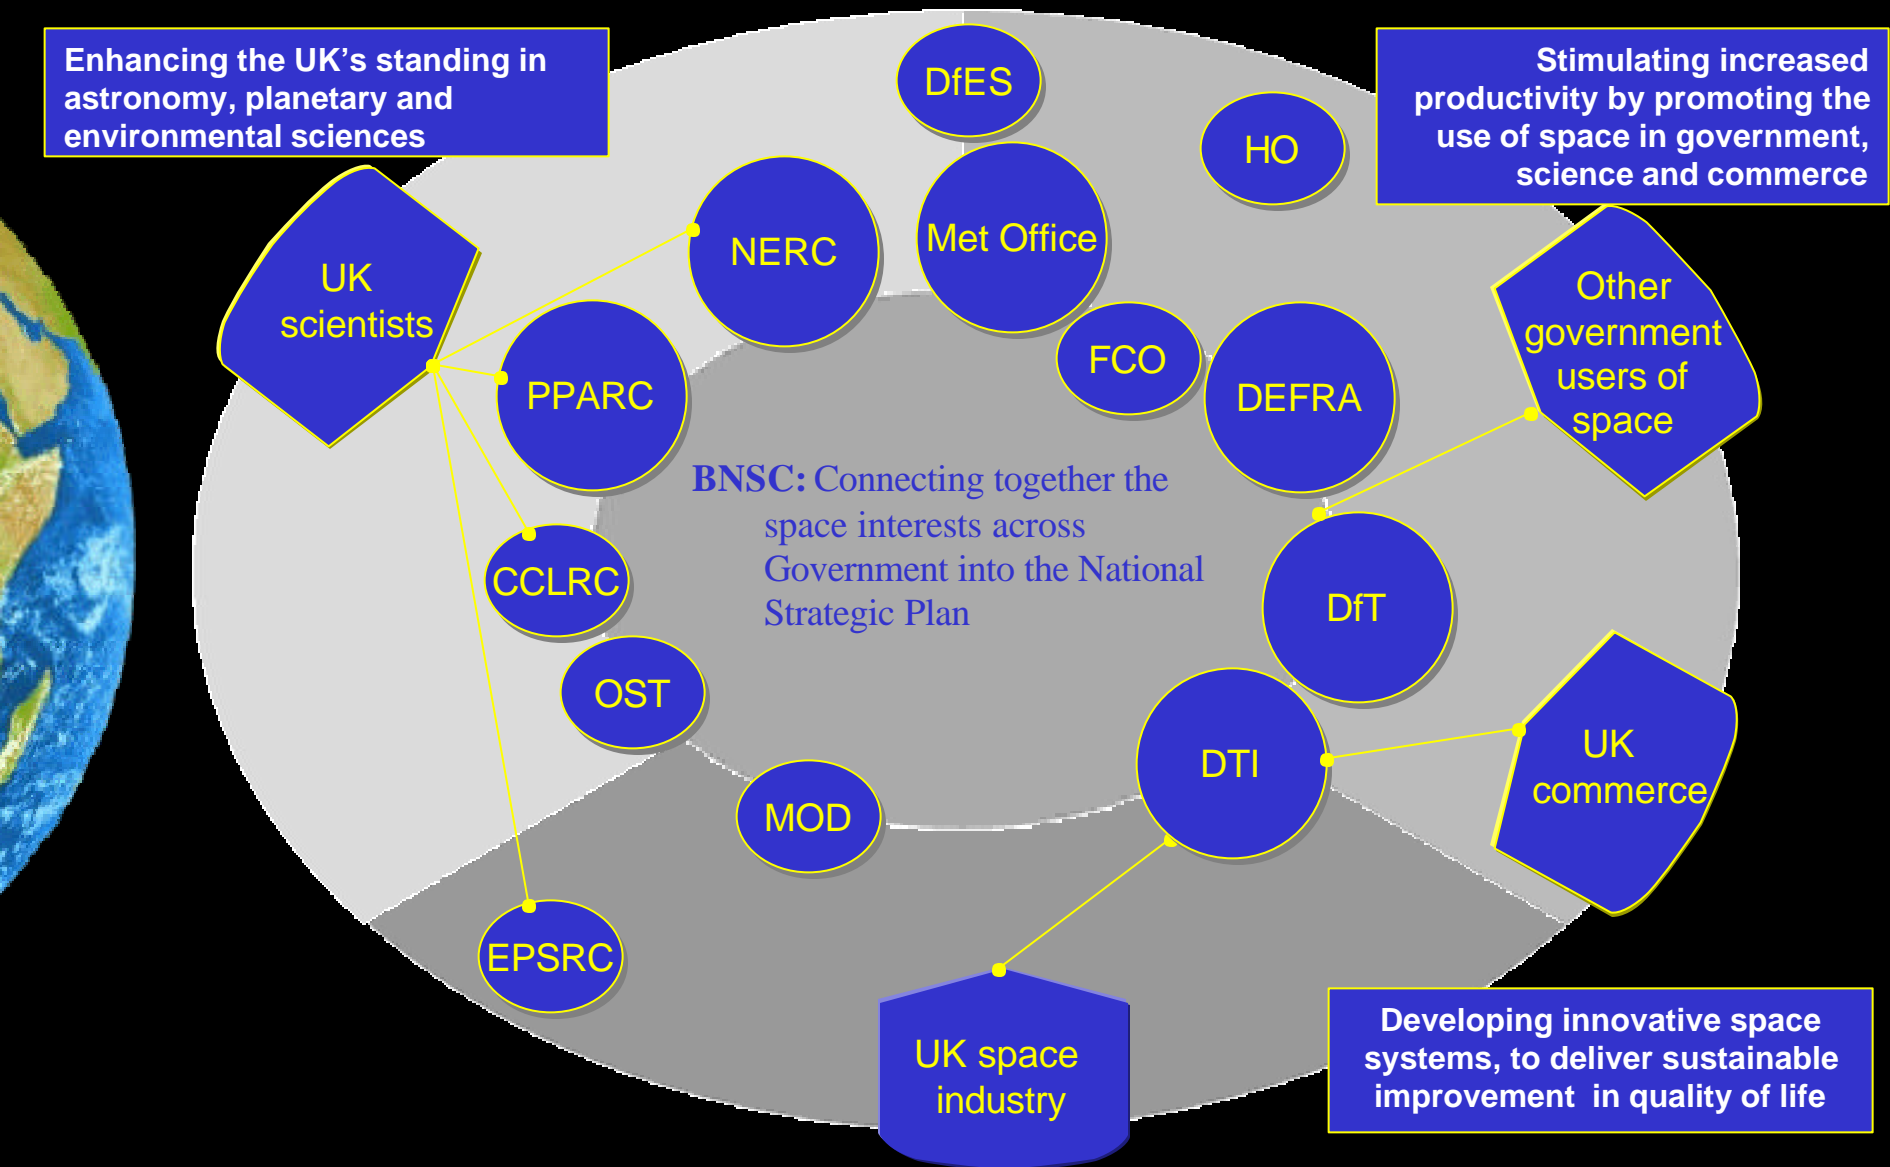 Enhancing the UK's standing in
astronomy, planetary and
environmental sciences
Stimulating increased
productivity by promoting the
use of space in government,
science and commerce
DfES
HO
NERC
Met Office
UK
scientists
Other
government
users of
space
FCO
PPARC
DEFRA
BNSC: Connecting together the
space interests across
Government into the National
Strategic Plan
CCLRC
DfT
OST
DTI
UK
commerce
MOD
EPSRC
UK space
industry
Developing innovative space
systems, to deliver sustainable
improvement in quality of life